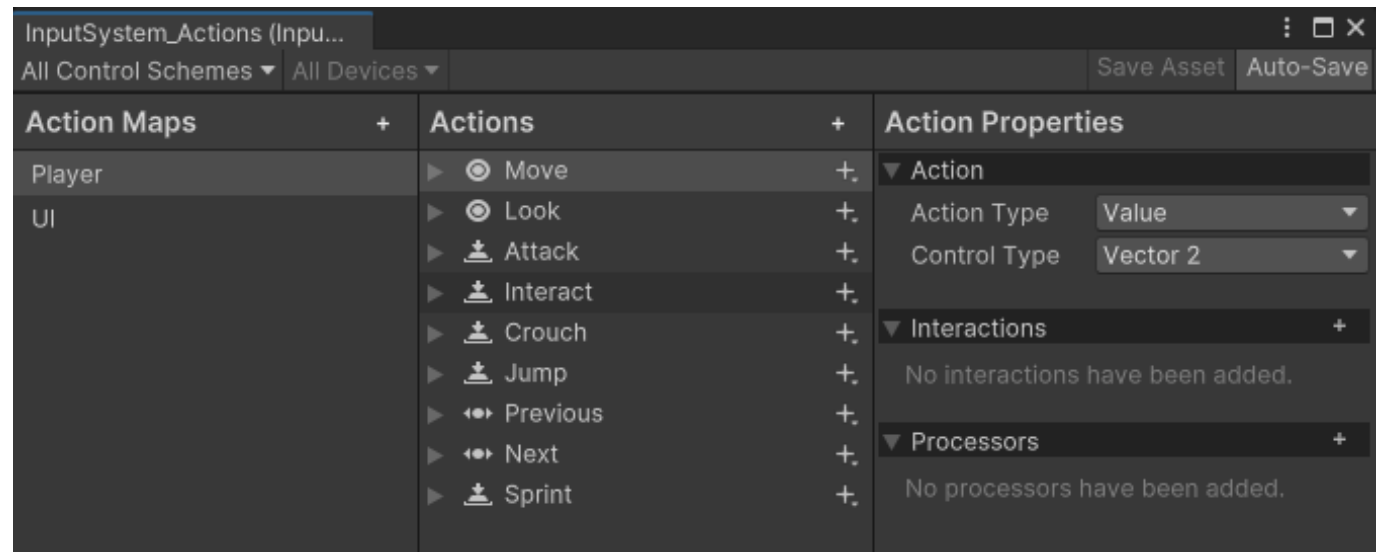 InputSystem_Actions (Inpu...
All Control Schemes All Devices Save Asset Auto-Save
Action Maps + Actions + Action Properties
Player
UI
Move
Look
Attack
Interact
Crouch
Jump
Previous
Next
Sprint
Action
Action Type Value
Control Type Vector 2
Interactions +
No interactions have been added.
Processors +
No processors have been added.